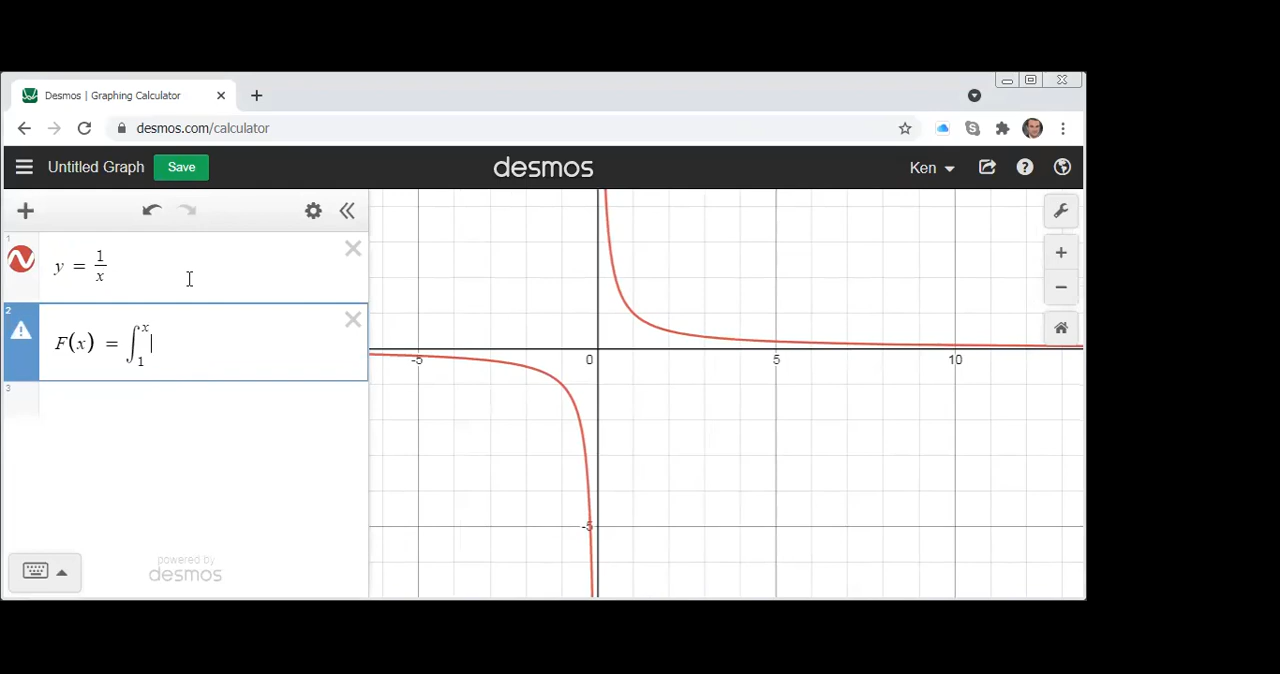 Desmos | Graphing Calculator
desmos.com/calculator
Untitled Graph Save desmos Ken
1
y = 1/x
2
F(x) = ∫₁ˣ
3
-5 0 5 10
-5
powered by
desmos